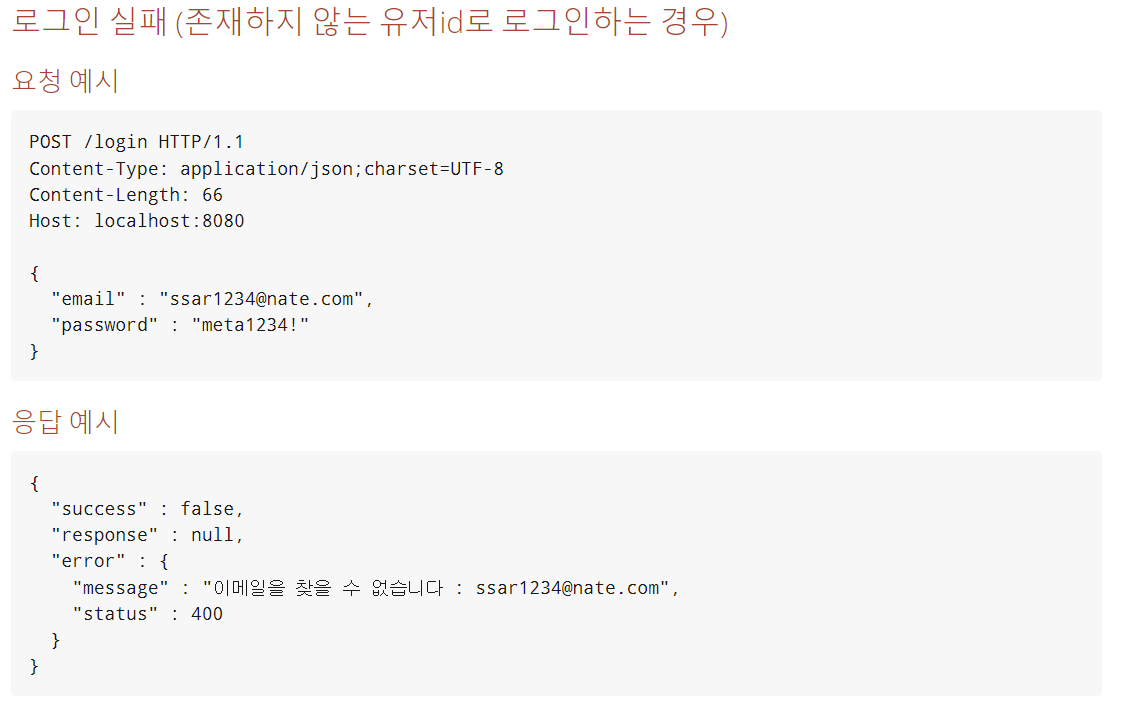 로그인 실패 (존재하지 않는 유저id로 로그인하는 경우)
요청 예시
POST /login HTTP/1.1
Content-Type: application/json;charset=UTF-8
Content-Length: 66
Host: localhost:8080
{
"email" : "ssar1234@nate.com",
"password" : "meta1234!"
}
응답 예시
{
"success" : false,
"response" : null,
"error" : {
"message" : "이메일을 찾을 수 없습니다 : ssar1234@nate.com",
"status" : 400
}
}